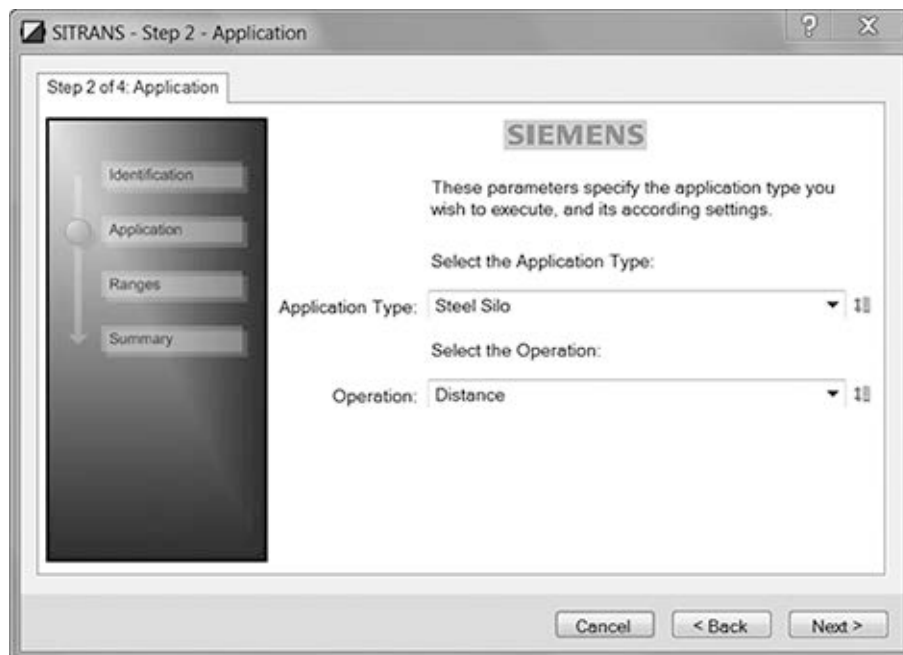 SITRANS - Step 2 - Application
?
Step 2 of 4: Application
Identification
Application
Ranges
Summary
SIEMENS
These parameters specify the application type you
wish to execute, and its according settings.
Select the Application Type:
Application Type: Steel Silo
Select the Operation:
Operation: Distance
Cancel
< Back
Next >